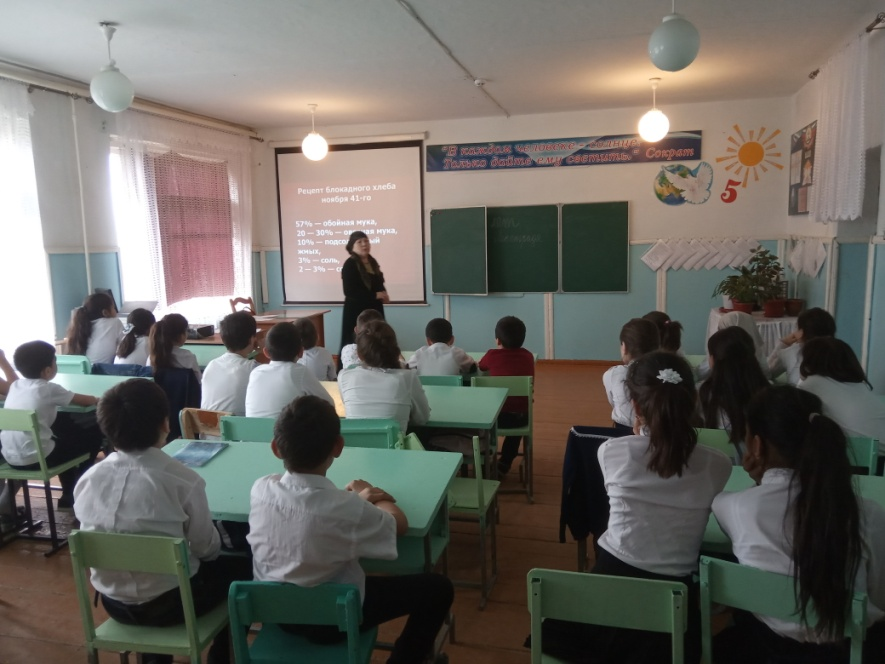 "В каждом человеке
Только дайте ему светить." Сократ
5
Рецепт блокадного хлеба
ноября 41-го
57% — обойная мука,
20 — 30% — мука,
10% —
жмых,
3% — соль,
2 — 3% —